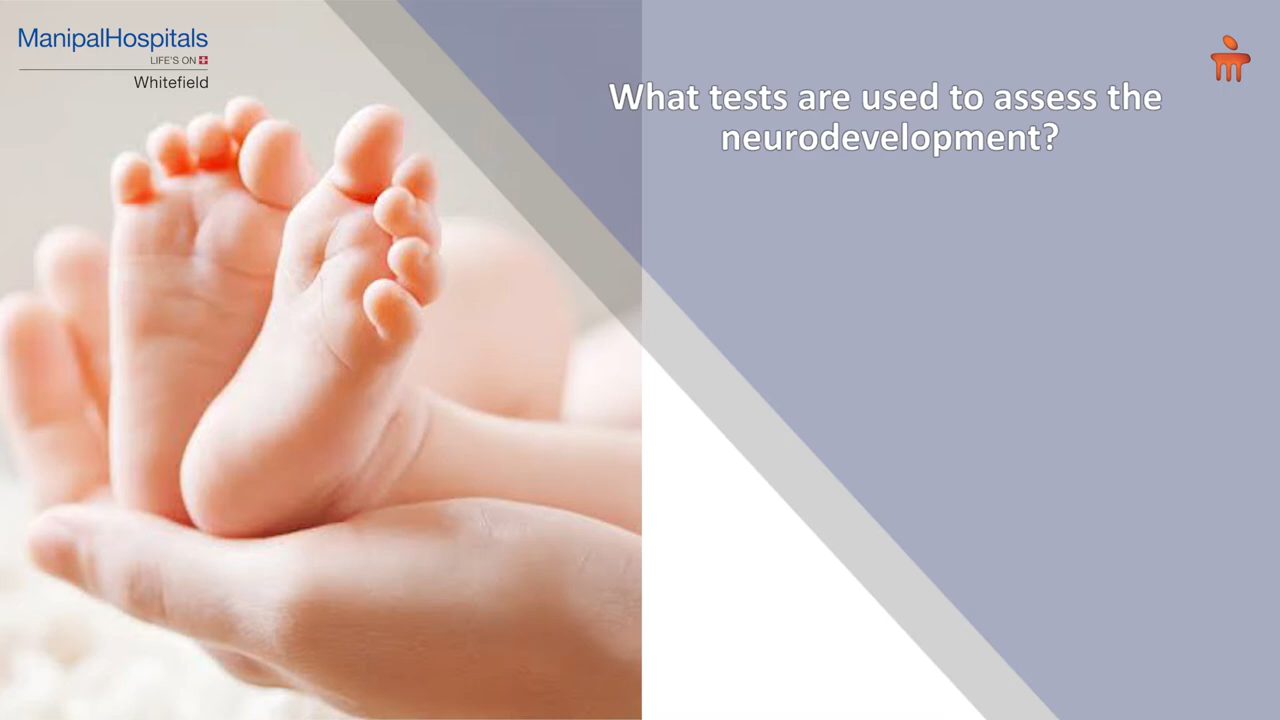 ManipalHospitals
LIFE'S ON
Whitefield
What tests are used to assess the
neurodevelopment?